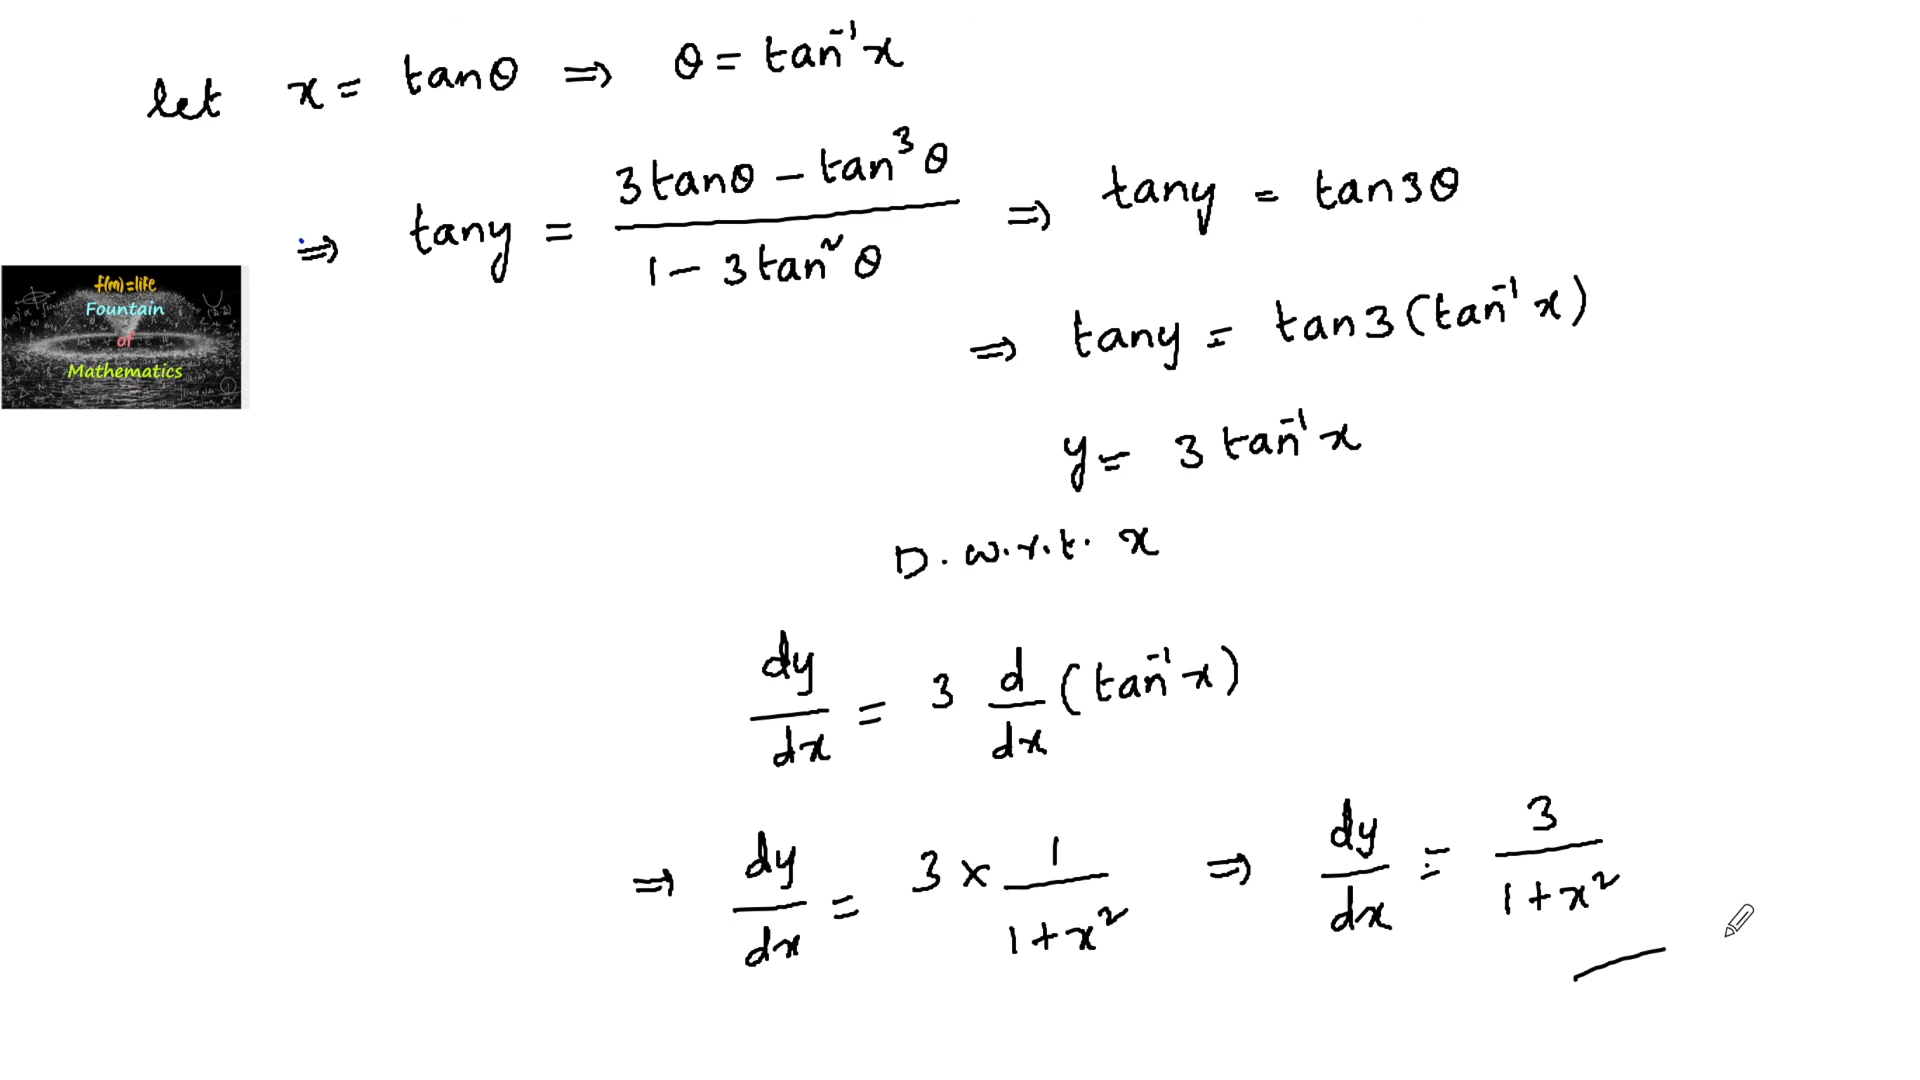 let x = tanθ ⇒ θ = tan⁻¹x
⇒ tany = (3tanθ − tan³θ)/(1 − 3tan²θ) ⇒ tany = tan3θ
f(m)=life
Fountain
of
Mathematics
⇒ tany = tan3(tan⁻¹x)
y = 3 tan⁻¹x
D. w.r.t. x
dy/dx = 3 d/dx (tan⁻¹x)
⇒ dy/dx = 3 × 1/(1+x²) ⇒ dy/dx = 3/(1+x²)